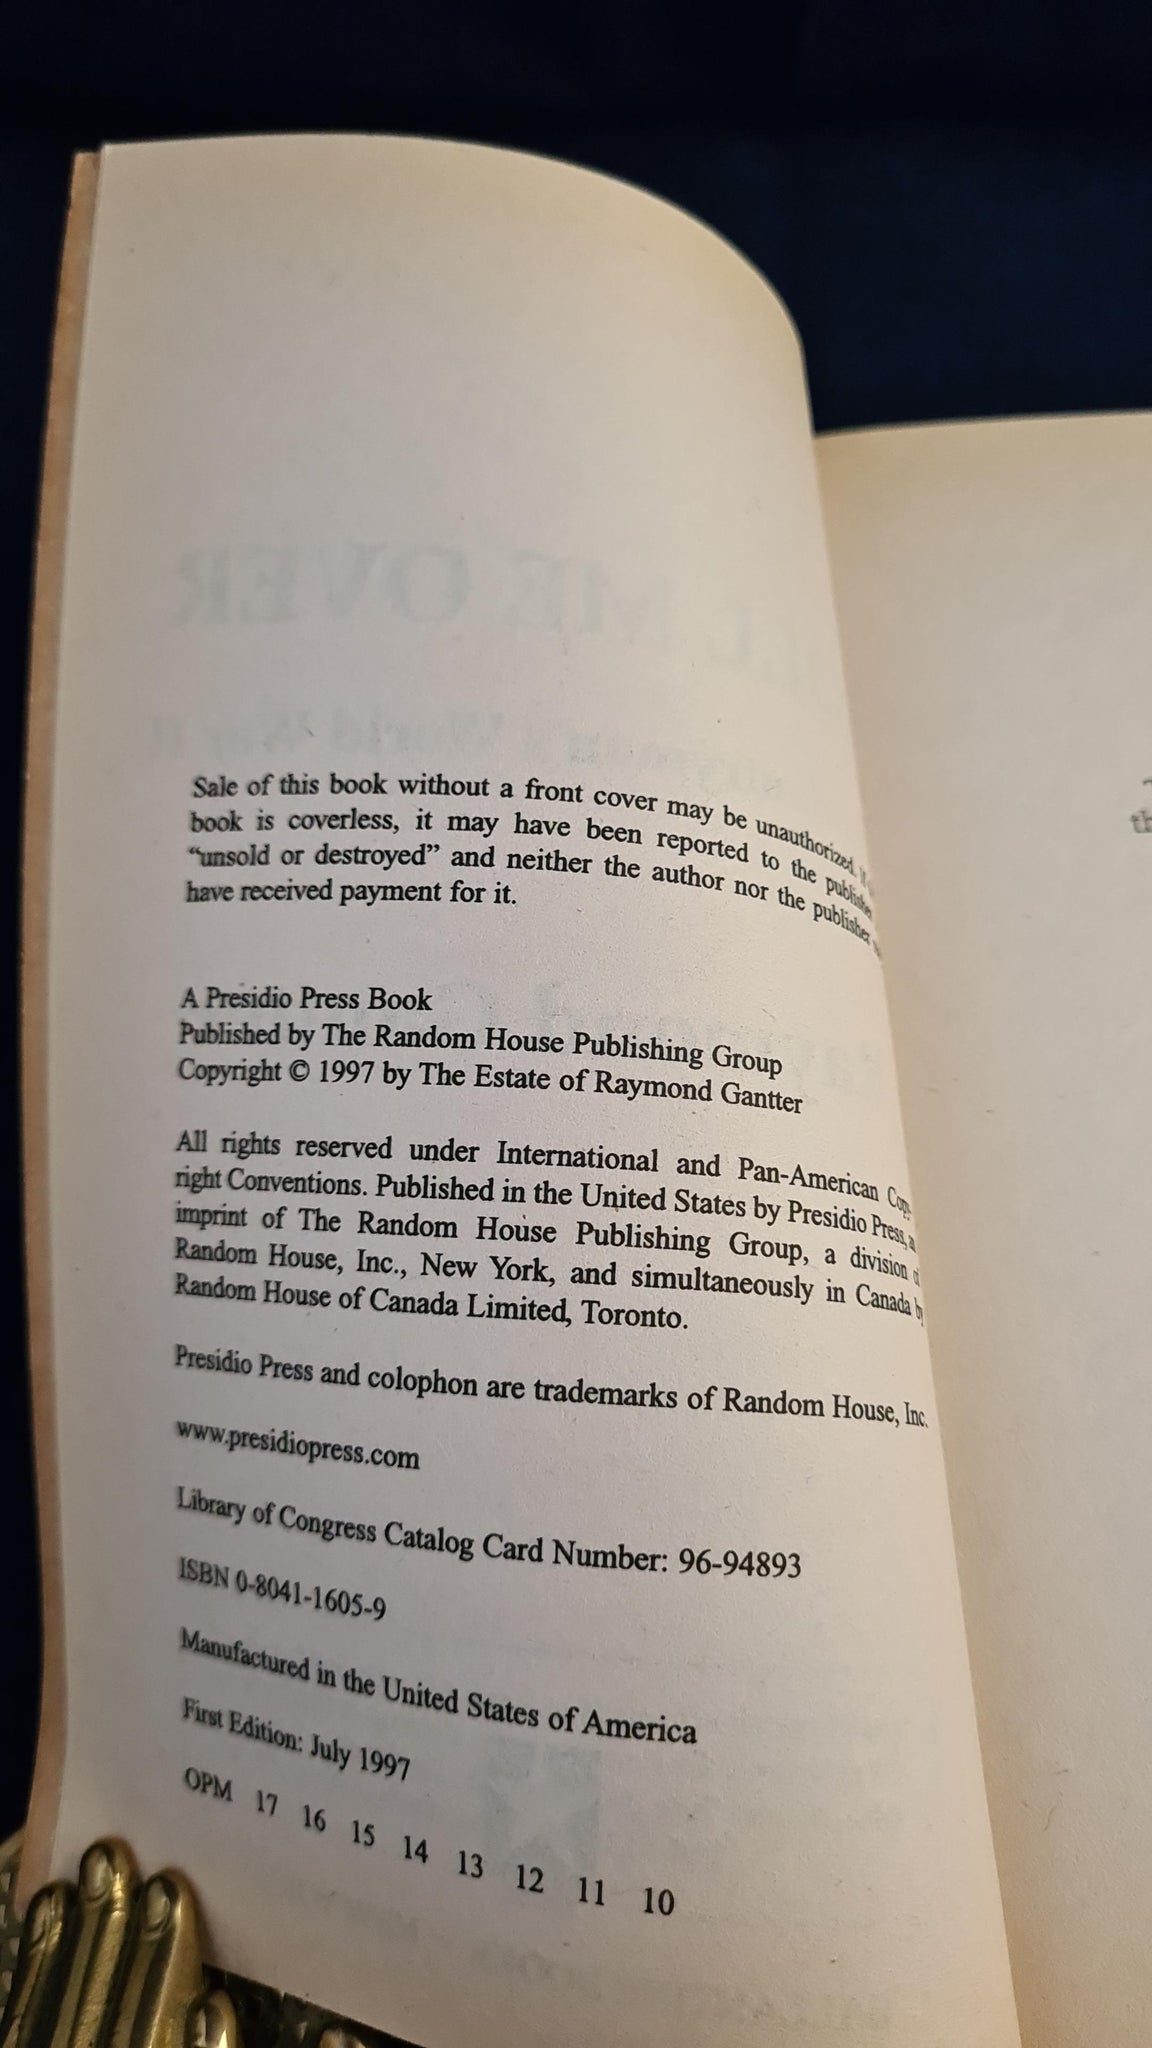 Sale of this book without a front cover may be unauthorized. If
book is coverless, it may have been reported to the publisher
“unsold or destroyed” and neither the author nor the publisher
have received payment for it.
A Presidio Press Book
Published by The Random House Publishing Group
Copyright © 1997 by The Estate of Raymond Gantter
All rights reserved under International and Pan-American Copy-
right Conventions. Published in the United States by Presidio Press, a
imprint of The Random House Publishing Group, a division of
Random House, Inc., New York, and simultaneously in Canada by
Random House of Canada Limited, Toronto.
Presidio Press and colophon are trademarks of Random House, Inc.
www.presidiopress.com
Library of Congress Catalog Card Number: 96-94893
ISBN 0-8041-1605-9
Manufactured in the United States of America
First Edition: July 1997
OPM 17 16 15 14 13 12 11 10